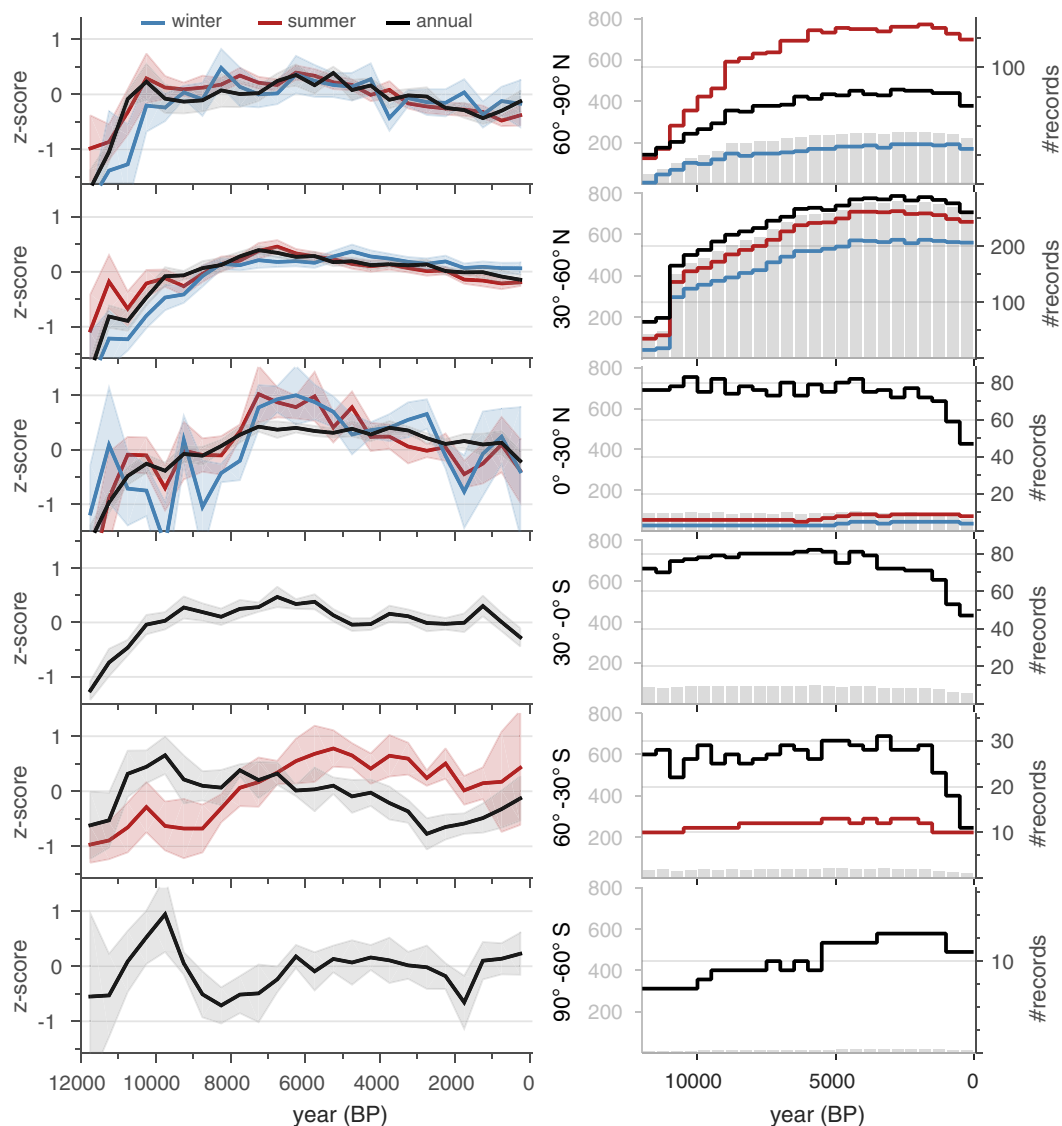 winter summer annual
1
0
-1
z-score
60° -90° N
800
600
400
200
100
#records
1
0
-1
z-score
30° -60° N
800
600
400
200
200
100
#records
1
0
-1
z-score
0° -30° N
800
600
400
200
80
60
40
20
#records
1
0
-1
z-score
30° -0° S
800
600
400
200
80
60
40
20
#records
1
0
-1
z-score
60° -30° S
800
600
400
200
30
20
10
#records
1
0
-1
z-score
90° -60° S
800
600
400
200
10
#records
12000 10000 8000 6000 4000 2000 0
10000 5000 0
year (BP) year (BP)